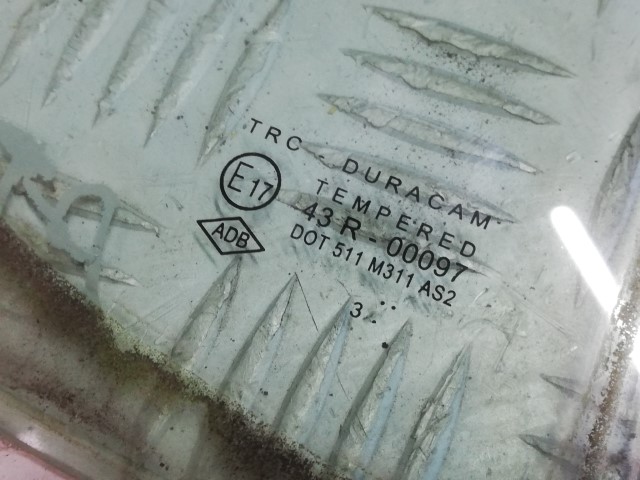 TRC - DURACAM
TEMPERED
E17
43 R - 00097
ADB
DOT 511 M311 AS2
3